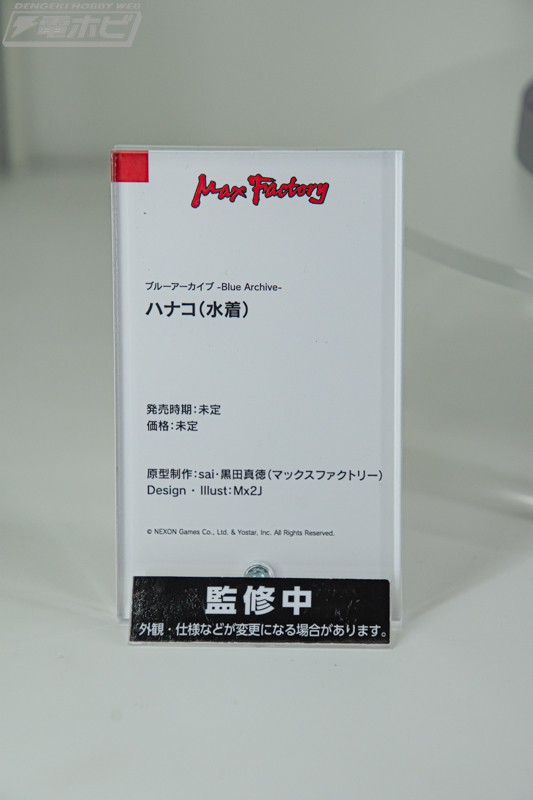 DENGEKI HOBBY WEB
電ホビ
Max Factory
ブルーアーカイブ -Blue Archive-
ハナコ(水着)
発売時期:未定
価格:未定
原型制作:sai・黒田真徳(マックスファクトリー)
Design・Illust:Mx2J
© NEXON Games Co., Ltd. & Yostar, Inc. All Rights Reserved.
監修中
外観・仕様などが変更になる場合があります。